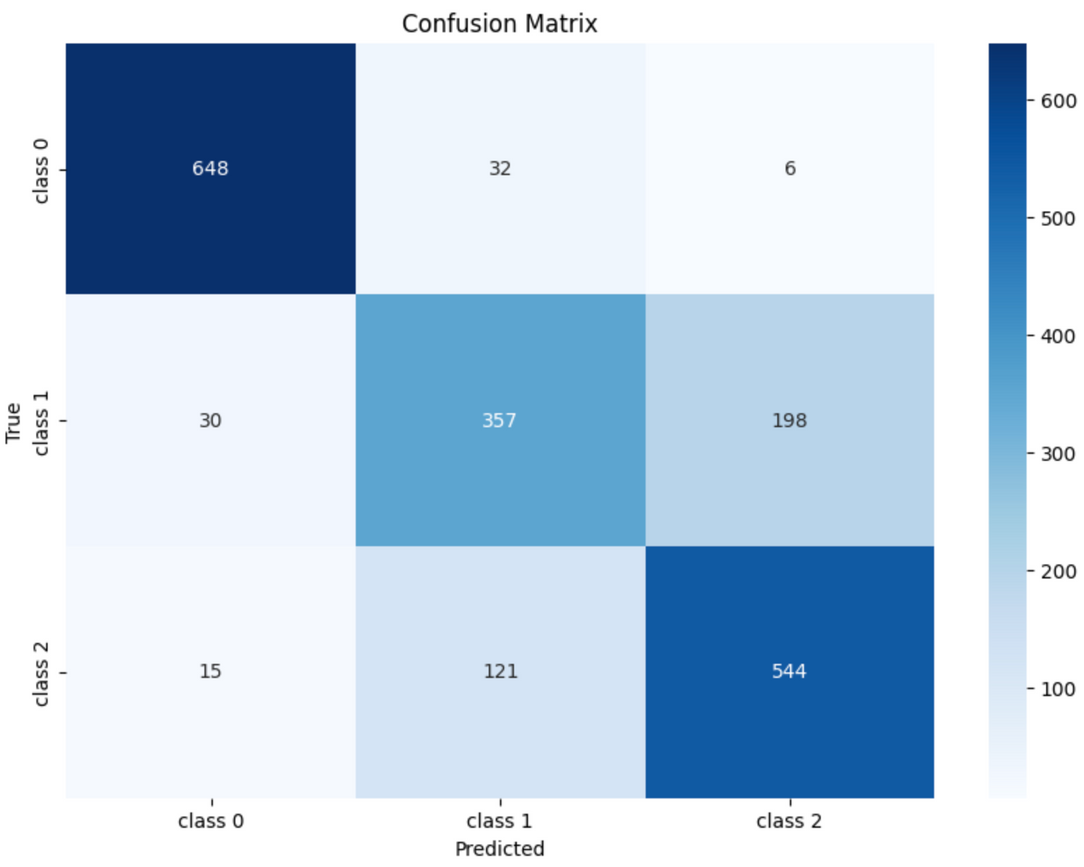 Confusion Matrix
class 0
648
32
6
True
class 1
30
357
198
class 2
15
121
544
class 0
class 1
class 2
Predicted
600
500
400
300
200
100